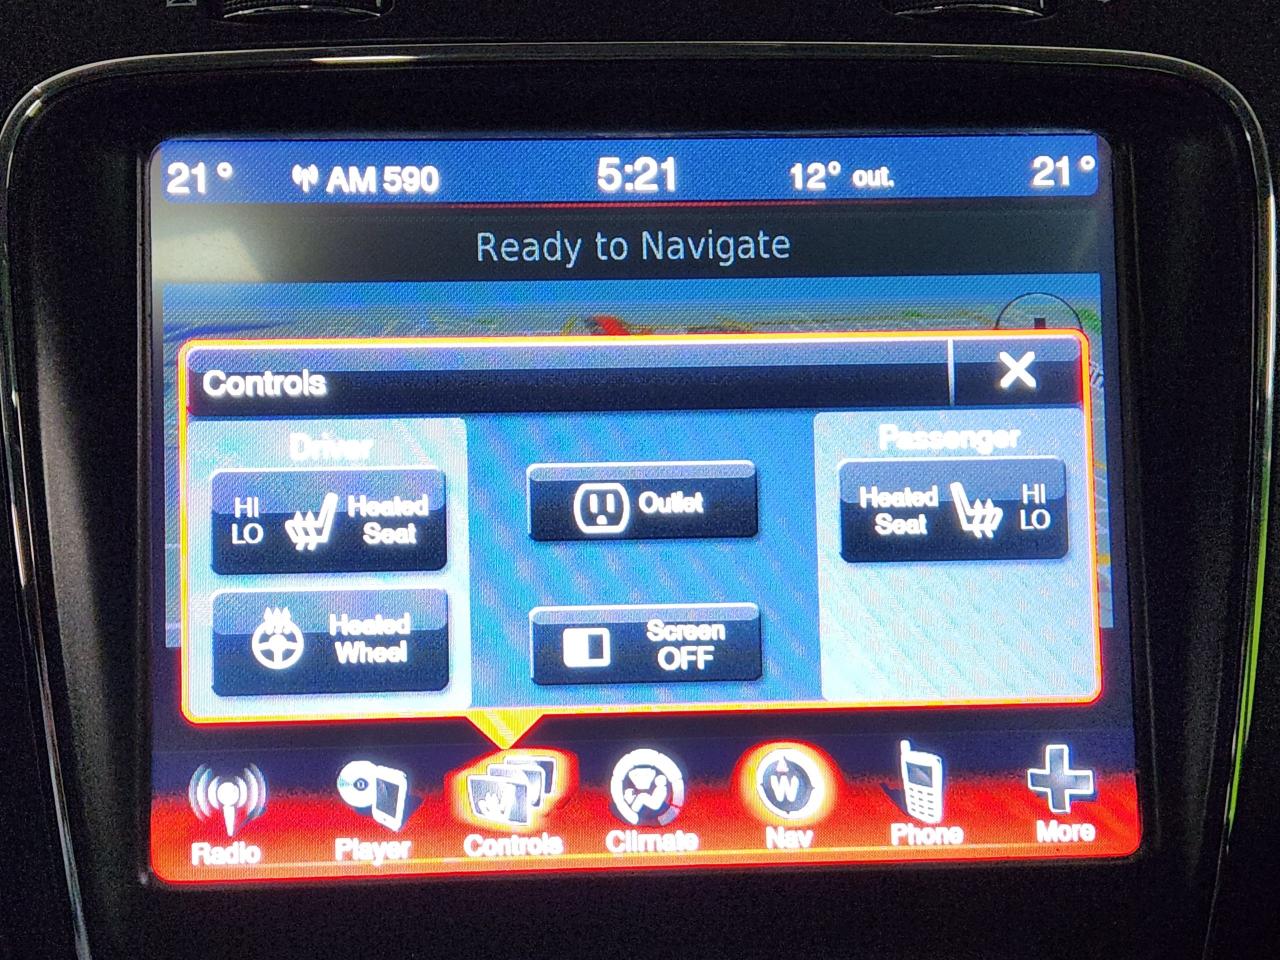 21° AM 590 5:21 12° out. 21°
Ready to Navigate
Controls X
Driver
HI
LO
Heated
Seat
Heated
Wheel
Outlet
Screen
OFF
Passenger
Heated
Seat
HI
LO
W
Radio Player Controls Climate Nav Phone More